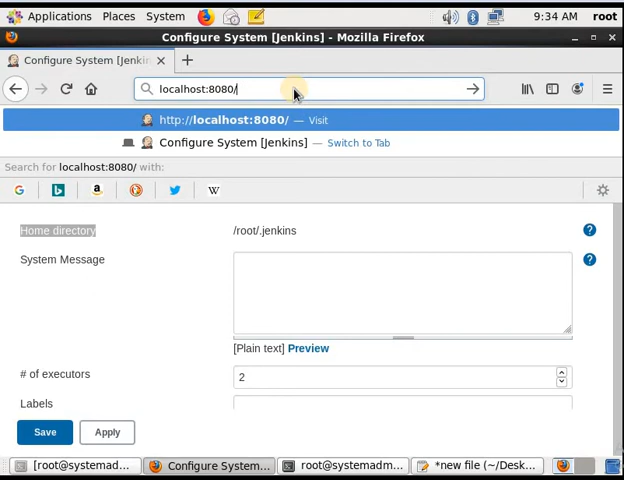 Applications Places System 9:34 AM root
Configure System [Jenkins] - Mozilla Firefox
Configure System [Jenkin
localhost:8080/
http://localhost:8080/ — Visit
Configure System [Jenkins] — Switch to Tab
Search for localhost:8080/ with:
Home directory /root/.jenkins
System Message
[Plain text] Preview
# of executors 2
Labels
Save Apply
[root@systemad... Configure System... root@systemadm... *new file (~/Desk...